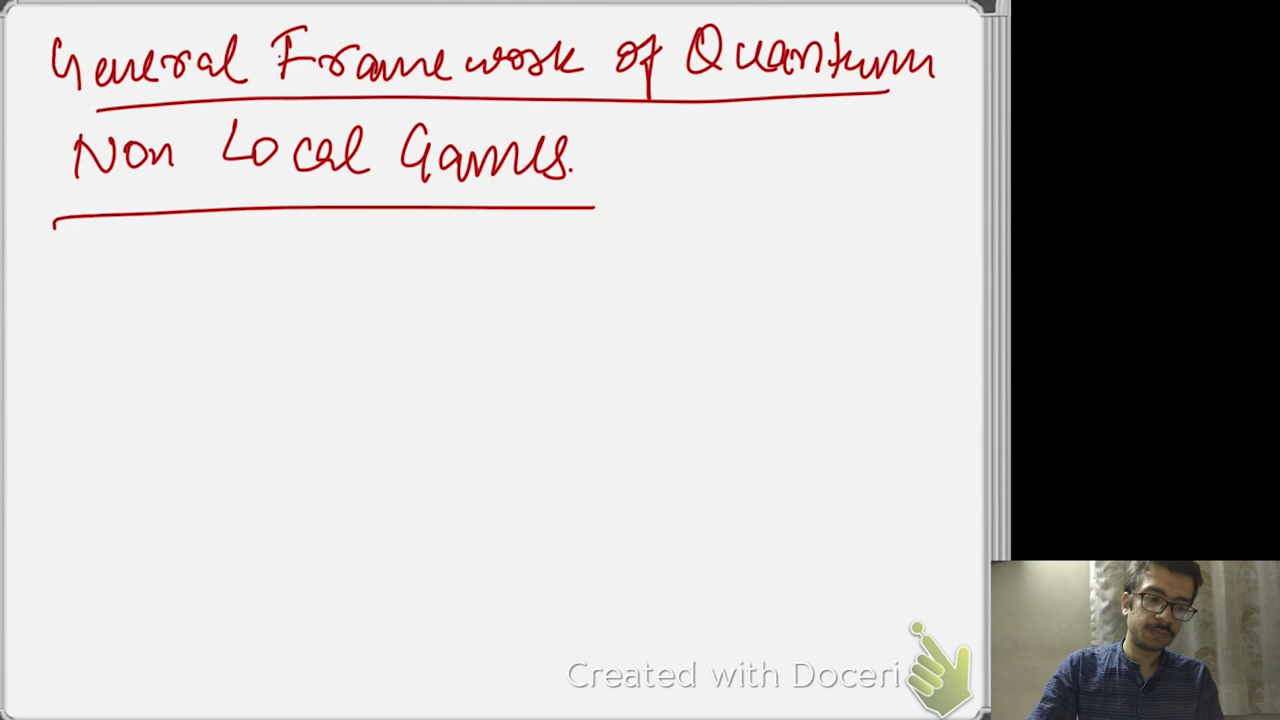 General Framework of Quantum
Non Local Games.
Created with Doceri